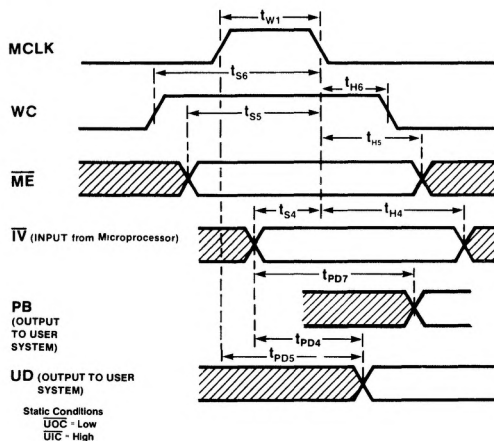 tW1
MCLK
tS6
tH6
WC
tS5
tH5
ME
tS4
tH4
IV (INPUT from Microprocessor)
tPD7
PB
(OUTPUT
TO USER
SYSTEM)
tPD4
tPD5
UD (OUTPUT TO USER
SYSTEM)
Static Conditions
UOC = Low
UIC = High